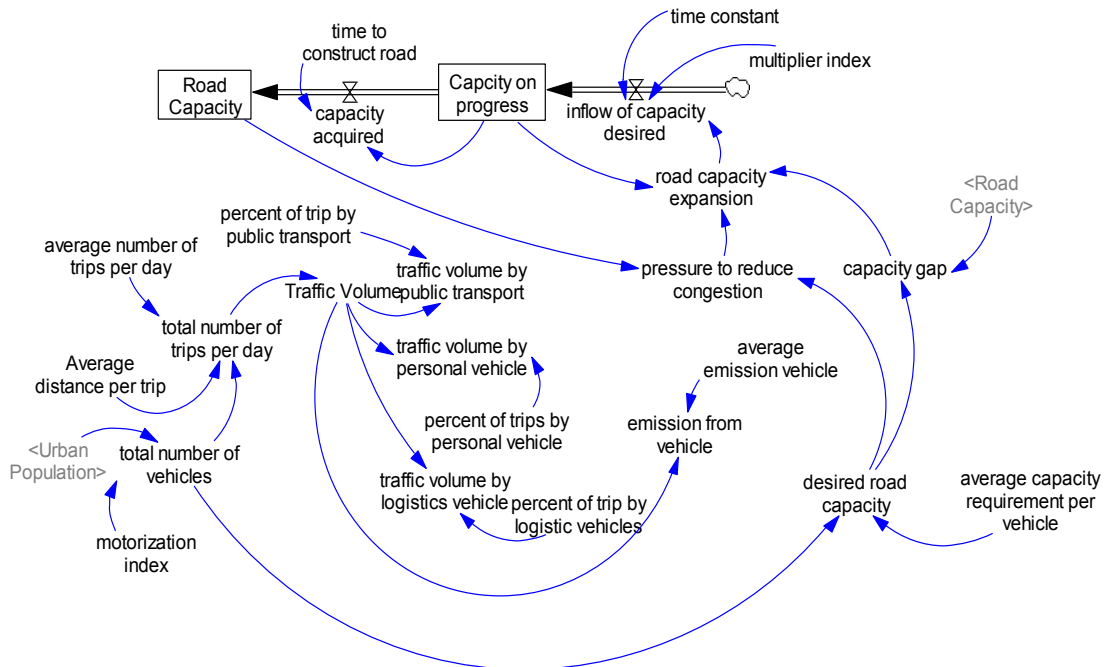 time constant
time to
construct road
multiplier index
Road
Capacity
Capcity on
progress
capacity
acquired
inflow of capacity
desired
road capacity
expansion
<Road
Capacity>
percent of trip by
public transport
average number of
trips per day
traffic volume by
public transport
pressure to reduce
congestion
capacity gap
Traffic Volume
total number of
trips per day
traffic volume by
personal vehicle
average
emission vehicle
Average
distance per trip
percent of trips by
personal vehicle
emission from
vehicle
<Urban
Population>
total number of
vehicles
traffic volume by
logistics vehicle
percent of trip by
logistic vehicles
desired road
capacity
average capacity
requirement per
vehicle
motorization
index